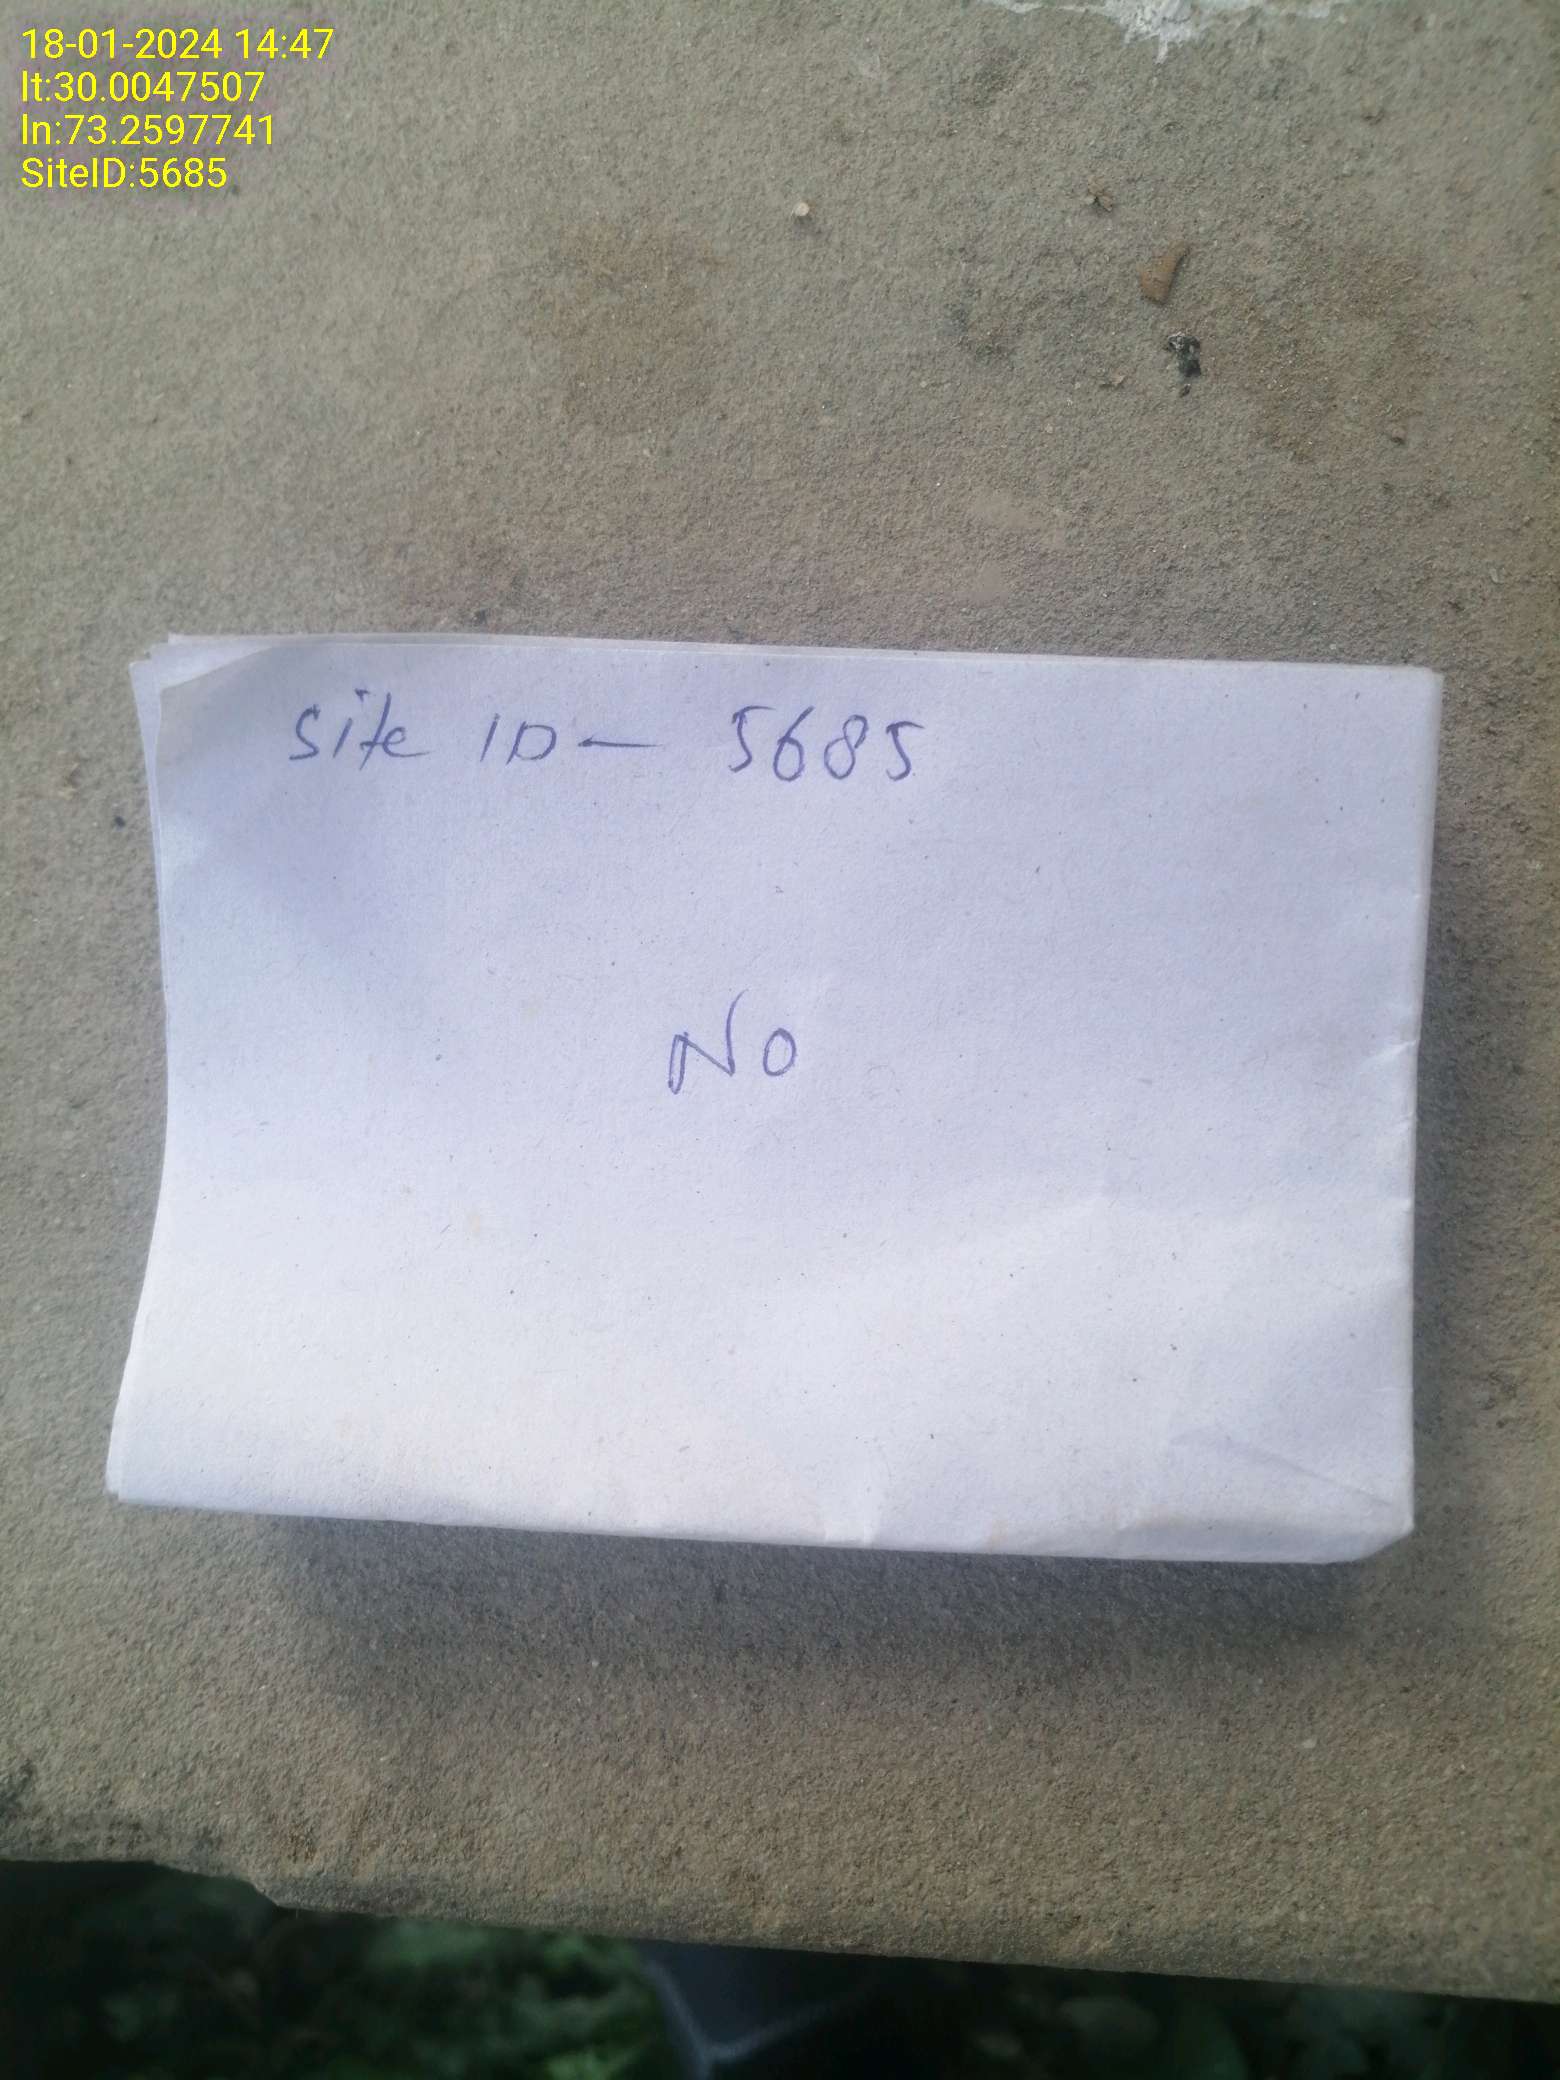 18-01-2024 14:47
lt:30.0047507
ln:73.2597741
SiteID:5685
Site ID - 5685
No